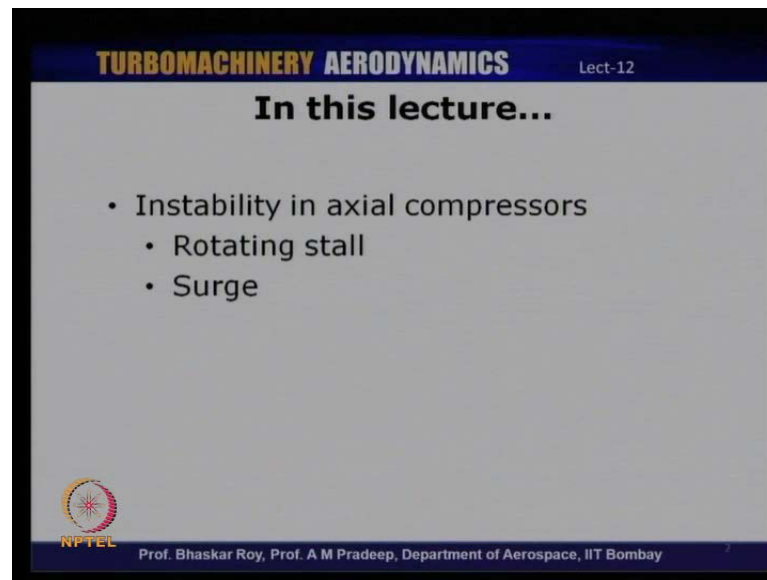 TURBOMACHINERY AERODYNAMICS Lect-12
In this lecture...
• Instability in axial compressors
• Rotating stall
• Surge
NPTEL
Prof. Bhaskar Roy, Prof. A M Pradeep, Department of Aerospace, IIT Bombay
2